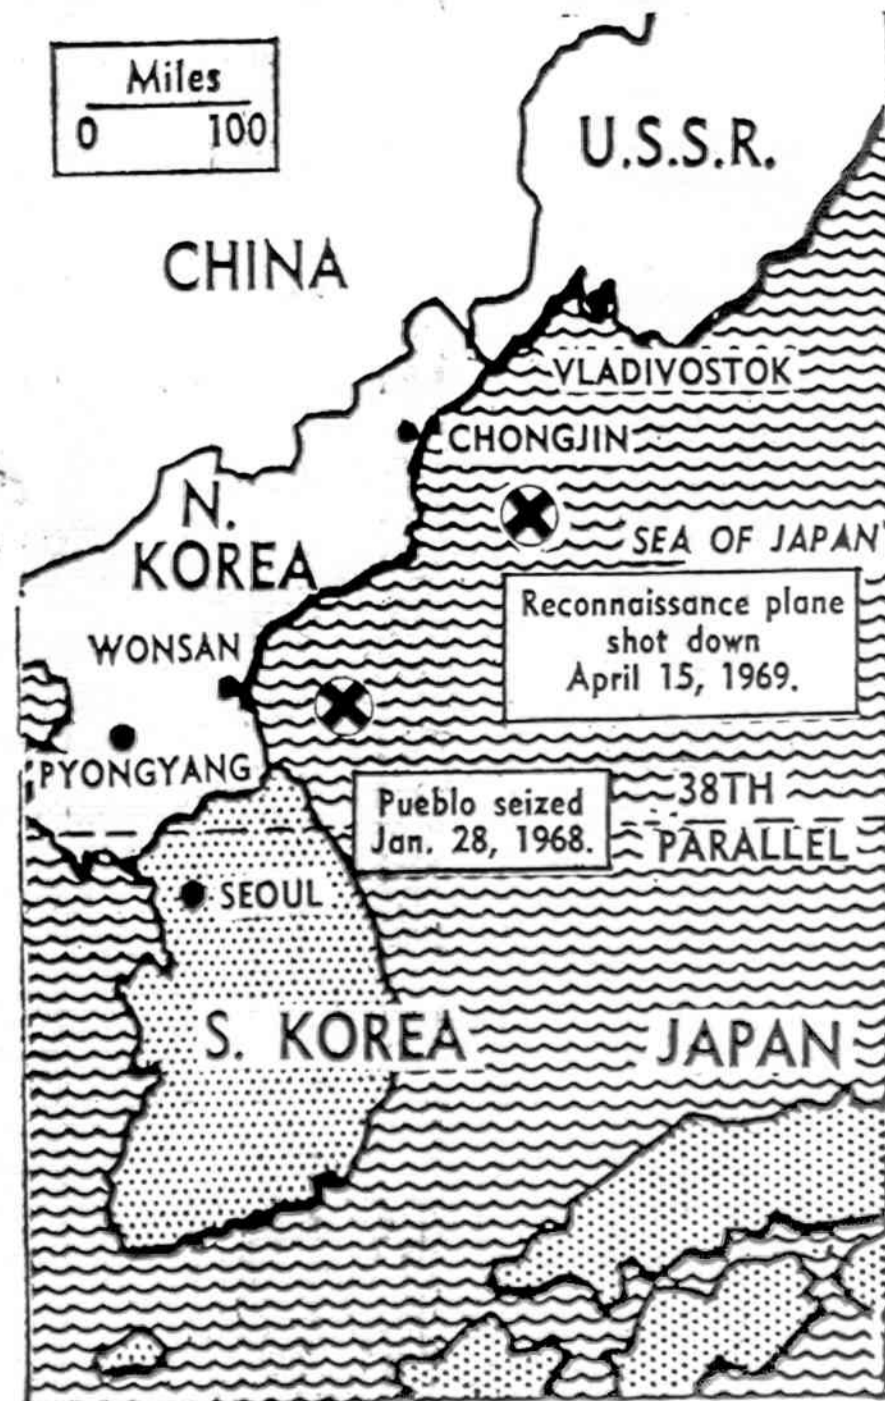 Miles
0 100
U.S.S.R.
CHINA
VLADIVOSTOK
CHONGJIN
N.
KOREA
SEA OF JAPAN
Reconnaissance plane
shot down
April 15, 1969.
WONSAN
PYONGYANG
Pueblo seized
Jan. 28, 1968.
38TH
PARALLEL
SEOUL
S. KOREA
JAPAN